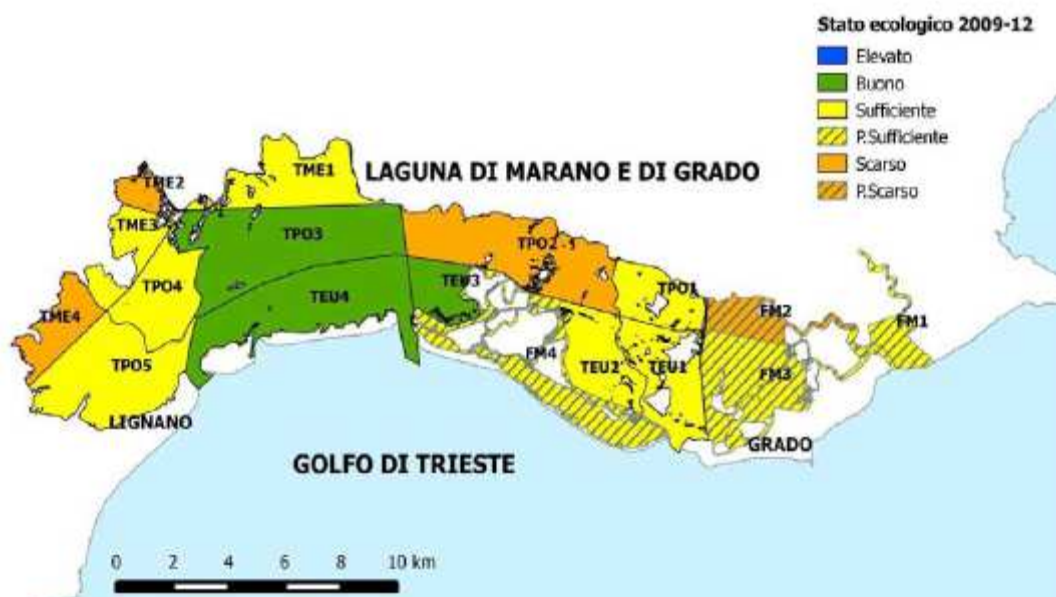 Stato ecologico 2009-12
Elevato
Buono
Sufficiente
P.Sufficiente
Scarso
P.Scarso
LAGUNA DI MARANO E DI GRADO
TME1
TME2
TME3
TPO3
TPO2
TEU3
TPO4
TEU4
TPO1
TME4
FM2
FM1
FM4
TPO5
TEU2
TEU1
FM3
LIGNANO
GRADO
GOLFO DI TRIESTE
0 2 4 6 8 10 km